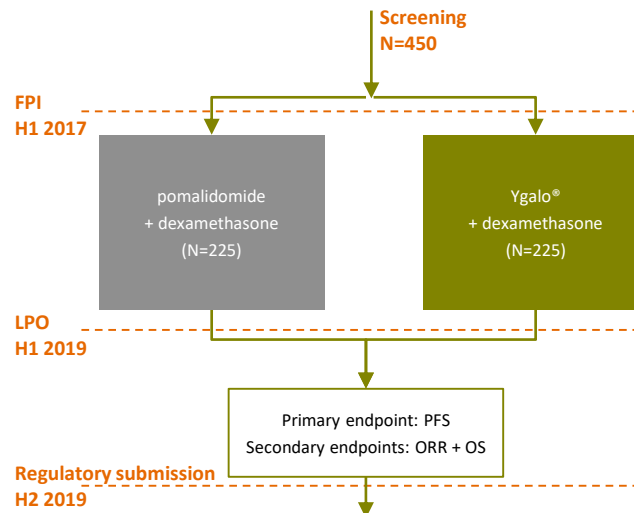 Screening
N=450
FPI
H1 2017
pomalidomide
+ dexamethasone
(N=225)
Ygalo®
+ dexamethasone
(N=225)
LPO
H1 2019
Primary endpoint: PFS
Secondary endpoints: ORR + OS
Regulatory submission
H2 2019